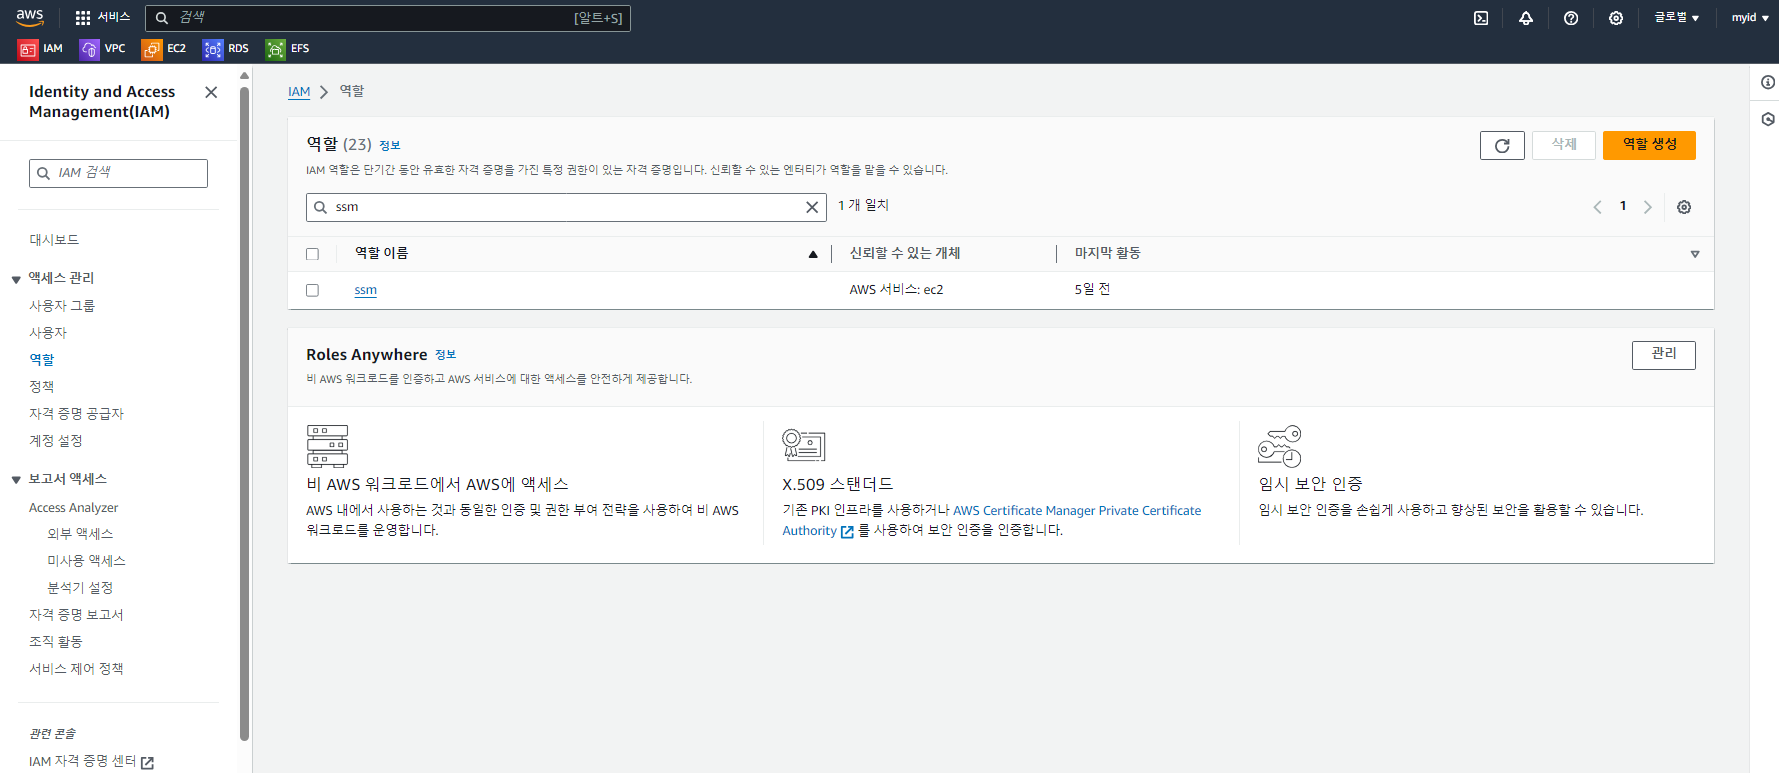 aws
서비스
검색
[알트+S]
글로벌
myid
IAM
VPC
EC2
RDS
EFS
Identity and Access
Management(IAM)
IAM 검색
대시보드
액세스 관리
사용자 그룹
사용자
역할
정책
자격 증명 공급자
계정 설정
보고서 액세스
Access Analyzer
외부 액세스
미사용 액세스
분석기 설정
자격 증명 보고서
조직 활동
서비스 제어 정책
관련 콘솔
IAM 자격 증명 센터
IAM
역할
역할 (23) 정보
삭제
역할 생성
IAM 역할은 단기간 동안 유효한 자격 증명을 가진 특정 권한이 있는 자격 증명입니다. 신뢰할 수 있는 엔터티가 역할을 맡을 수 있습니다.
ssm
1 개 일치
1
역할 이름
신뢰할 수 있는 개체
마지막 활동
ssm
AWS 서비스: ec2
5일 전
Roles Anywhere 정보
관리
비 AWS 워크로드를 인증하고 AWS 서비스에 대한 액세스를 안전하게 제공합니다.
비 AWS 워크로드에서 AWS에 액세스
AWS 내에서 사용하는 것과 동일한 인증 및 권한 부여 전략을 사용하여 비 AWS
워크로드를 운영합니다.
X.509 스탠더드
기존 PKI 인프라를 사용하거나 AWS Certificate Manager Private Certificate
Authority 를 사용하여 보안 인증을 인증합니다.
임시 보안 인증
임시 보안 인증을 손쉽게 사용하고 향상된 보안을 활용할 수 있습니다.